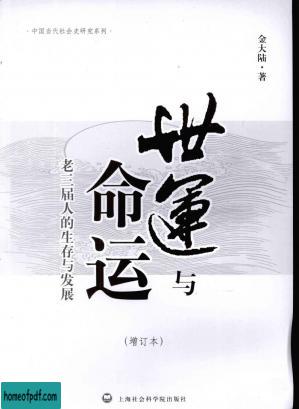 ·中国当代社会史研究系列·
金大陆·著
世運
与
命运
老三届人的生存与发展
(增订本)
上海社会科学院出版社
homeofpdf.com
homeofpdf.com